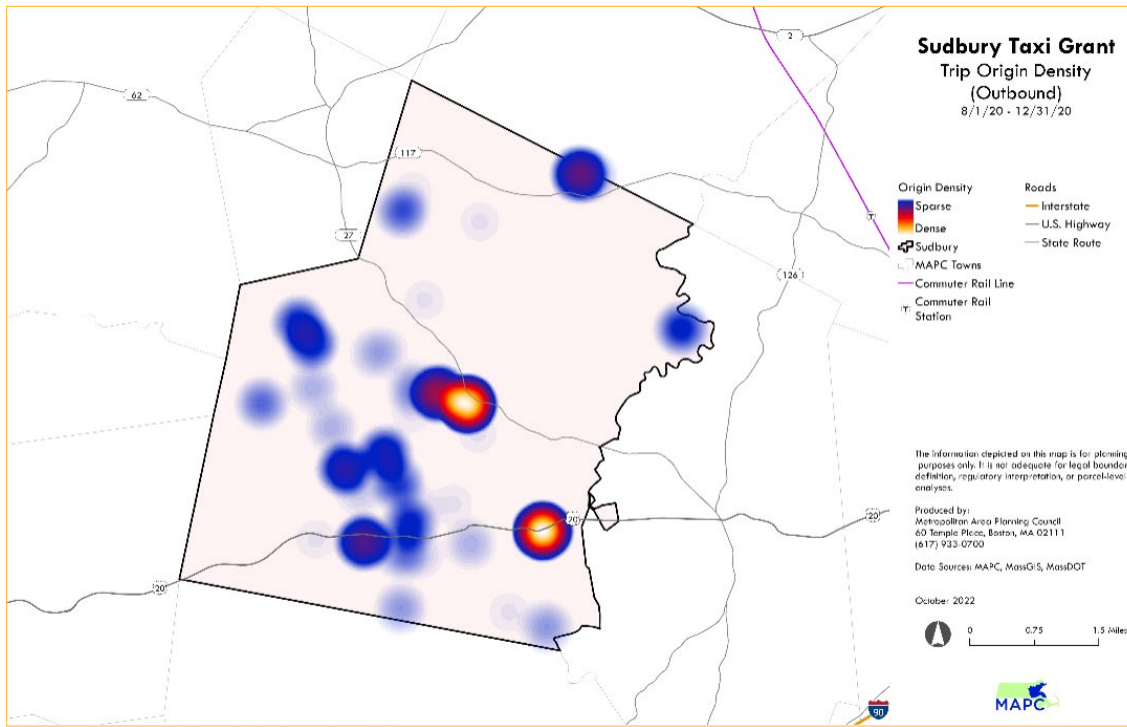 Sudbury Taxi Grant
Trip Origin Density
(Outbound)
8/1/20 - 12/31/20
Origin Density
Sparse
Dense
Sudbury
MAPC Towns
Commuter Rail Line
T
Commuter Rail
Station
Roads
Interstate
U.S. Highway
State Route
2
62
117
27
T
126
20
20
20
90
The information depicted on this map is for planning
purposes only. It is not adequate for legal boundar
definition, regulatory interpretation, or parcel-level
analyses.
Produced by:
Metropolitan Area Planning Council
60 Temple Place, Boston, MA 02111
(617) 933-0700
Data Sources: MAPC, MassGIS, MassDOT
October 2022
0 0.75 1.5 Miles
MAPC